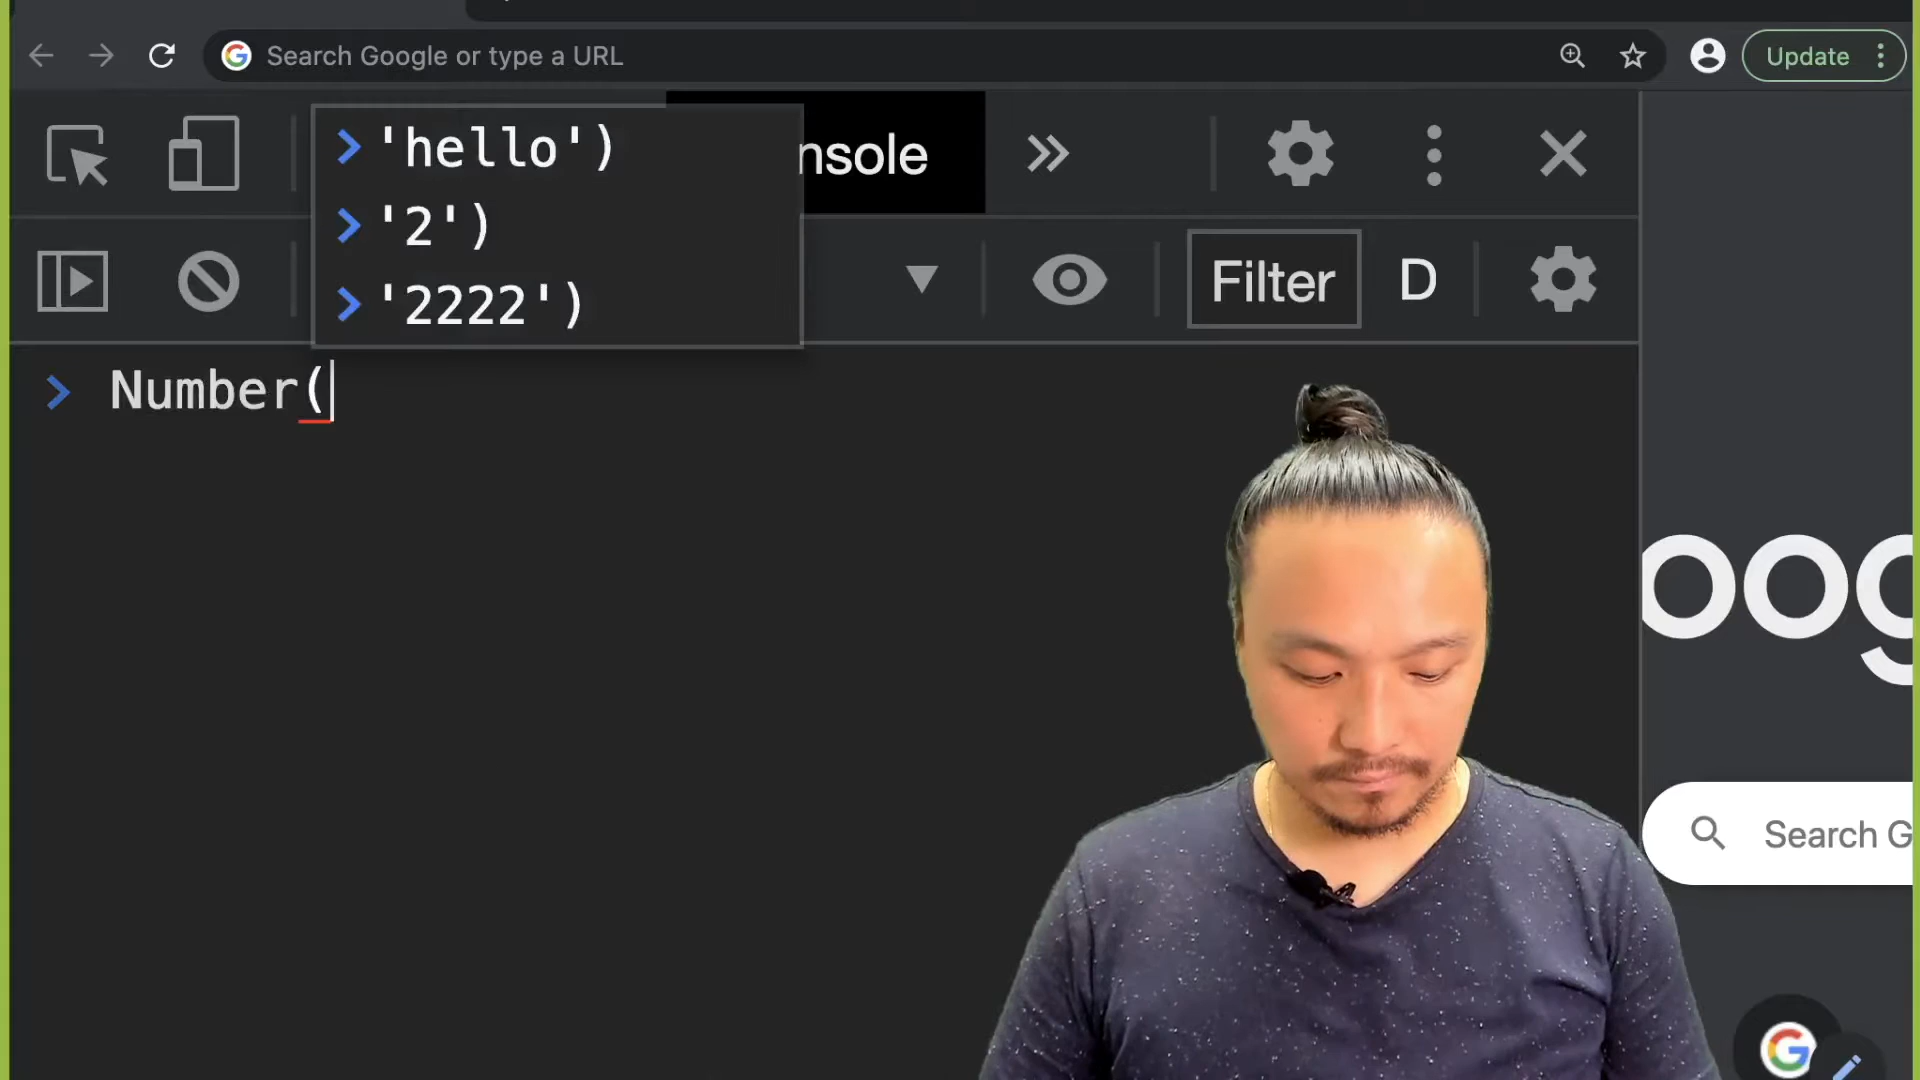 Search Google or type a URL
Update
'hello')
nsole
'2')
Filter
D
'2222')
Number(
oog
Search G